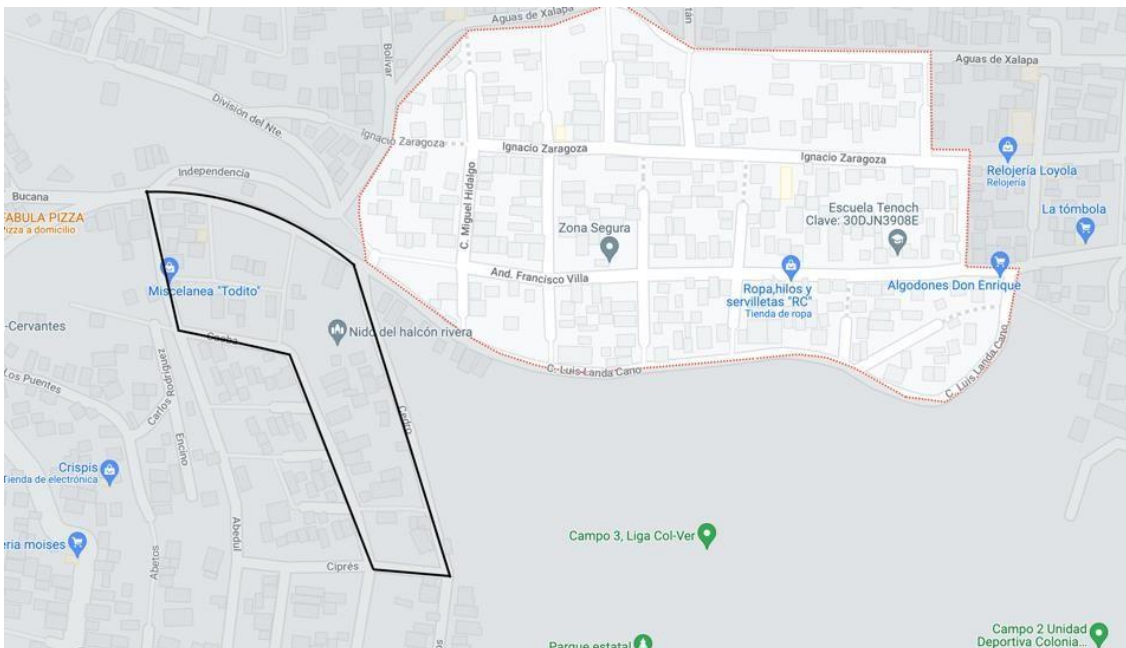 Aguas de Xalapa
tán
Bolivar
Aguas de Xalapa
División del Nte.
Ignacio Zaragoza
Ignacio Zaragoza
Ignacio Zaragoza
Relojería Loyola
Relojería
Independencia
Bucana
C. Miguel Hidalgo
Escuela Tenoch
Clave: 30DJN3908E
La tómbola
FABULA PIZZA
Pizza a domicilio
Zona Segura
And. Francisco Villa
Ropa,hilos y
servilletas "RC"
Tienda de ropa
Algodones Don Enrique
Miscelanea "Todito"
-Cervantes
Nido del halcón rivera
C. Luis Landa Cano
C. Luis Landa Cano
Los Puentes
Carlos Rodríguez
Cedro
Encino
Crispis
Tienda de electrónica
Abedul
Campo 3, Liga Col-Ver
ería moises
Abetos
Ciprés
Parque estatal
Campo 2 Unidad
Deportiva Colonia...